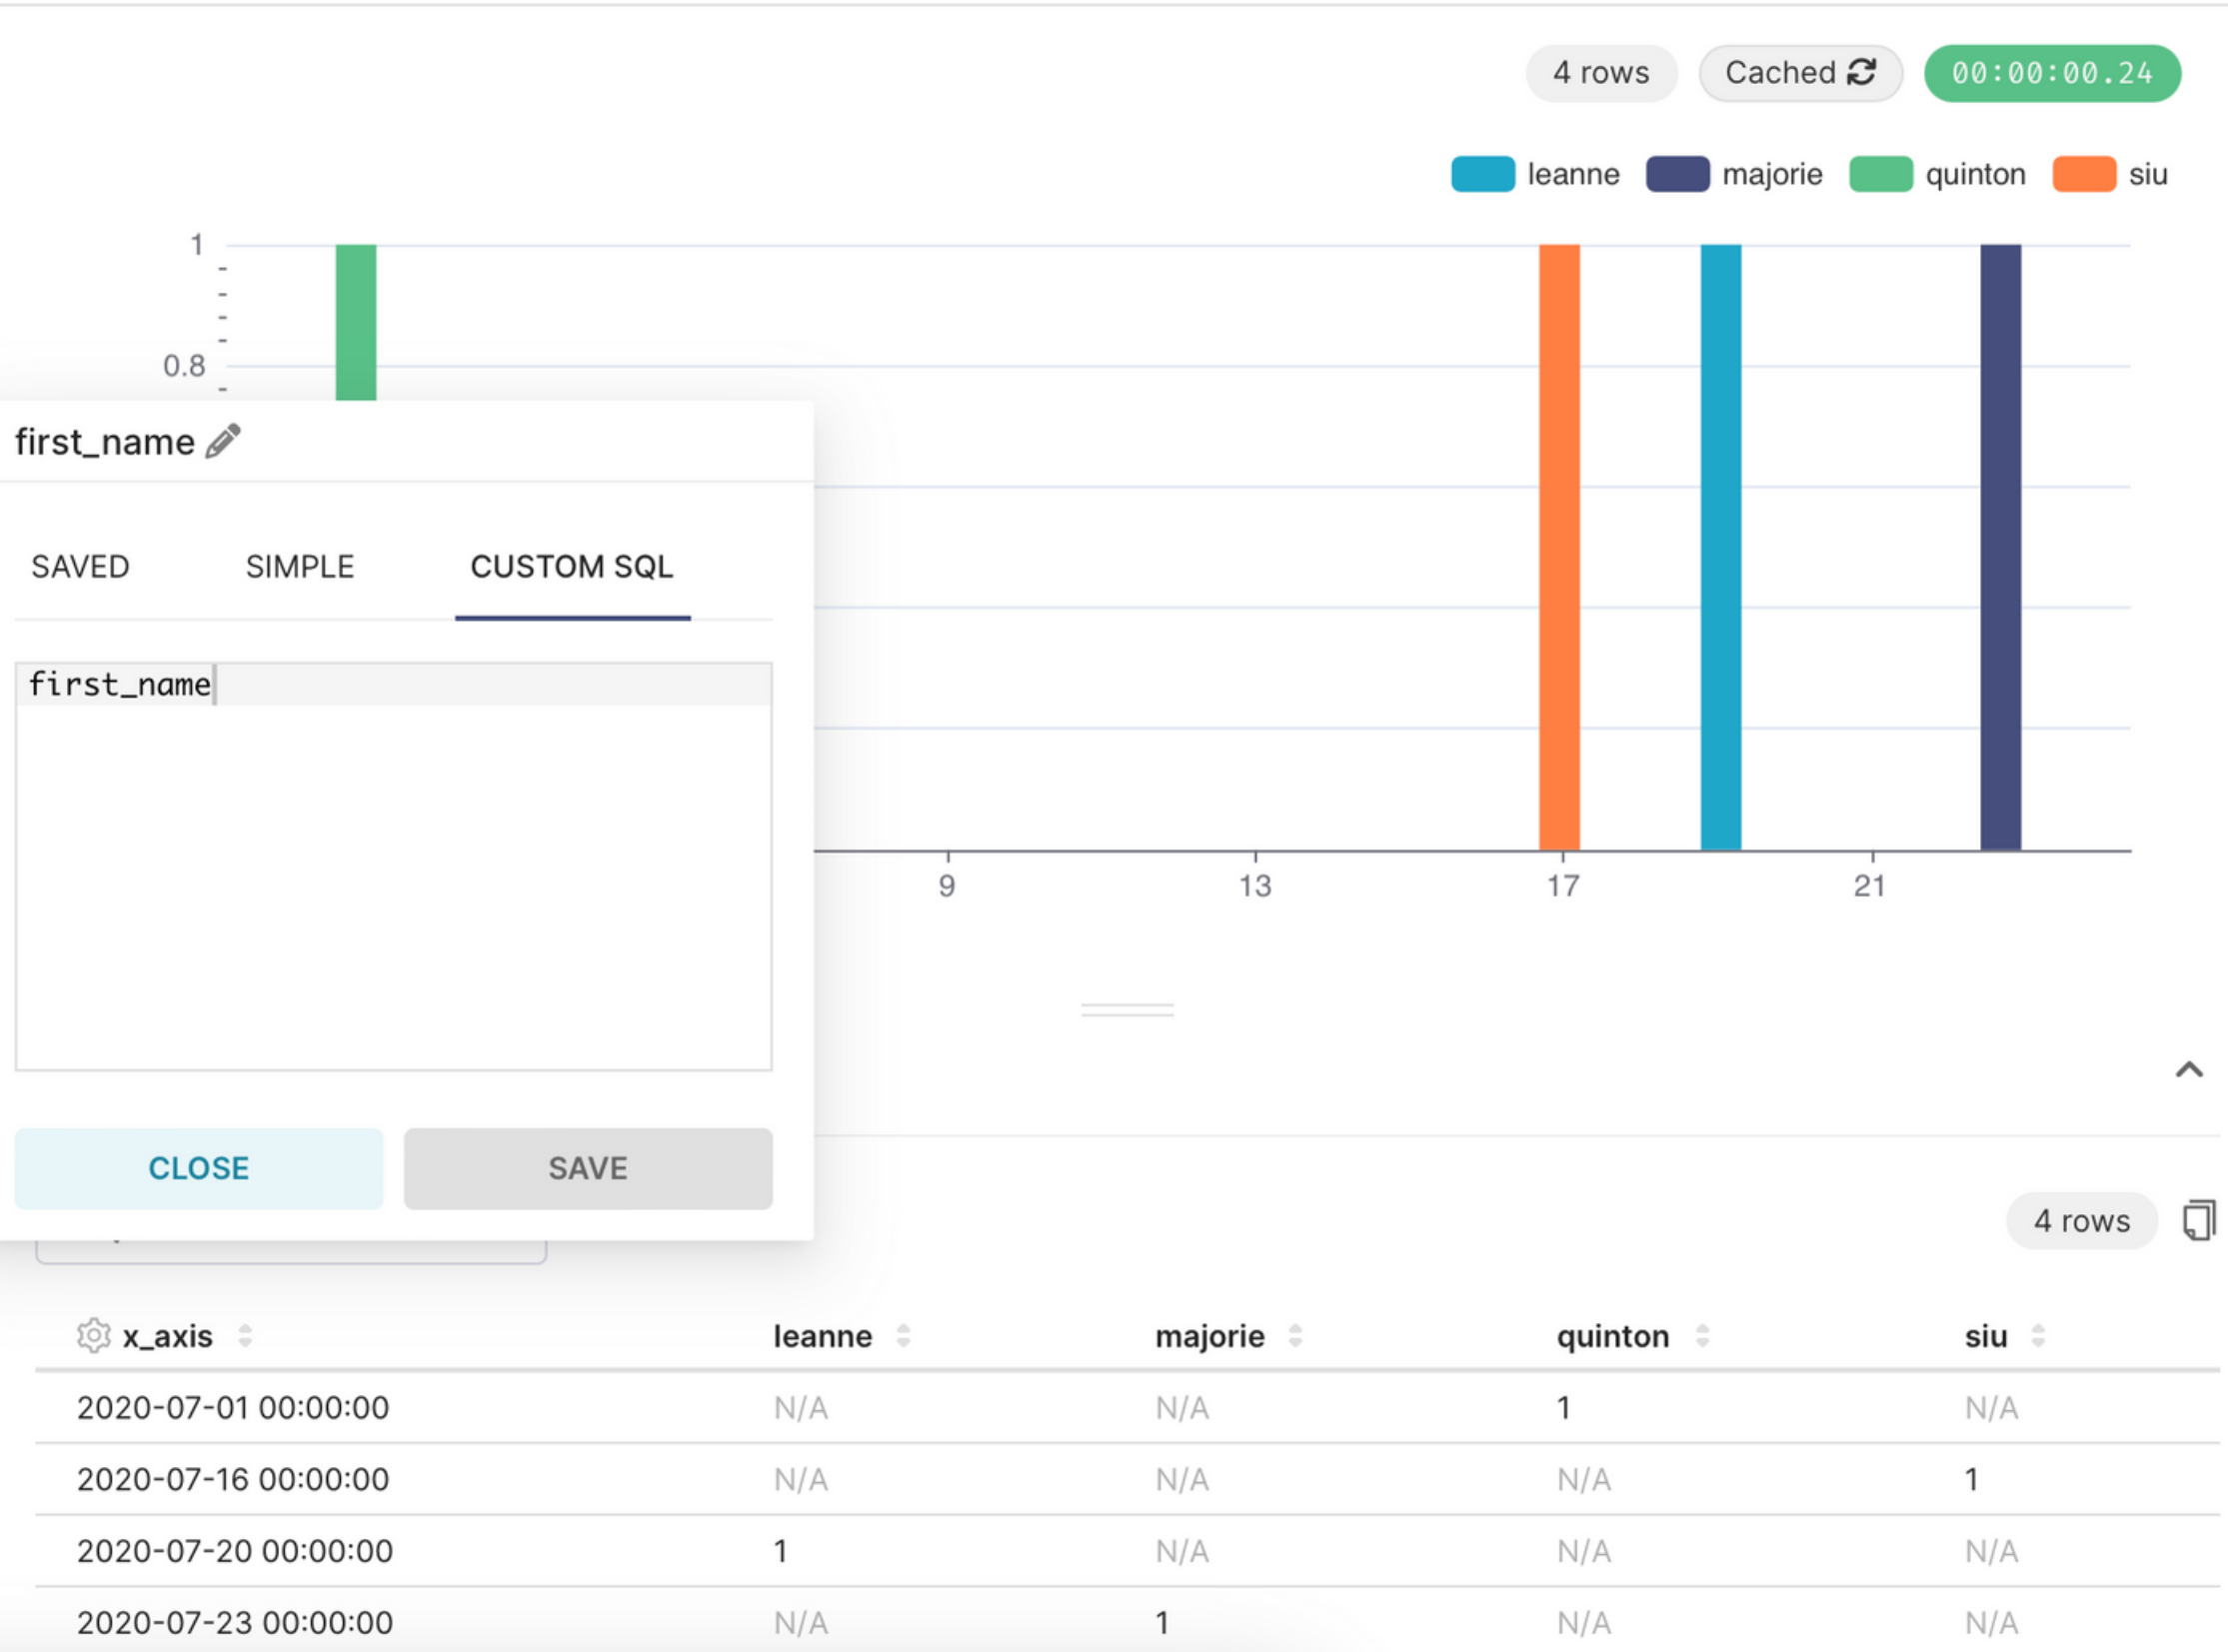 4 rows Cached 00:00:00.24
leanne majorie quinton siu
1
0.8
first_name
SAVED SIMPLE CUSTOM SQL
first_name
9 13 17 21
CLOSE SAVE
4 rows
x_axis leanne majorie quinton siu
2020-07-01 00:00:00 N/A N/A 1 N/A
2020-07-16 00:00:00 N/A N/A N/A 1
2020-07-20 00:00:00 1 N/A N/A N/A
2020-07-23 00:00:00 N/A 1 N/A N/A